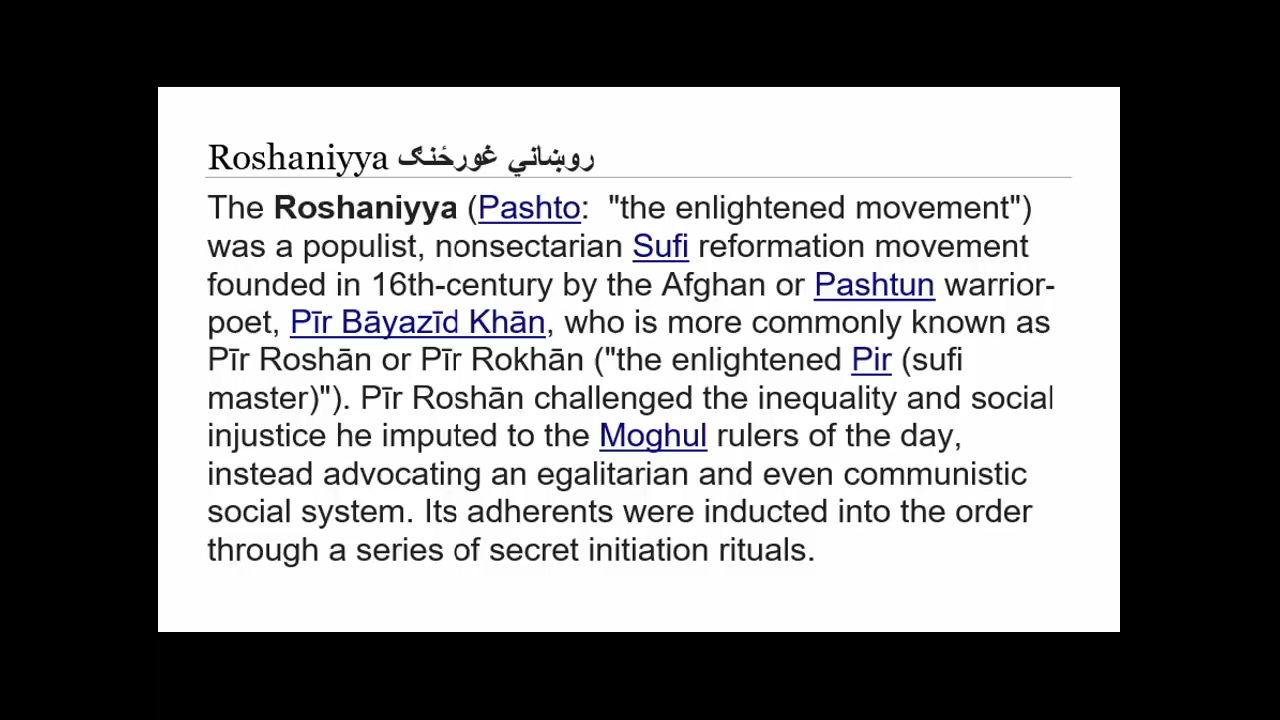 Roshaniyya روښاني غورځنګ
The Roshaniyya (Pashto:  "the enlightened movement")
was a populist, nonsectarian Sufi reformation movement
founded in 16th-century by the Afghan or Pashtun warrior-
poet, Pīr Bāyazīd Khān, who is more commonly known as
Pīr Roshān or Pīr Rokhān ("the enlightened Pir (sufi
master)"). Pīr Roshān challenged the inequality and social
injustice he imputed to the Moghul rulers of the day,
instead advocating an egalitarian and even communistic
social system. Its adherents were inducted into the order
through a series of secret initiation rituals.